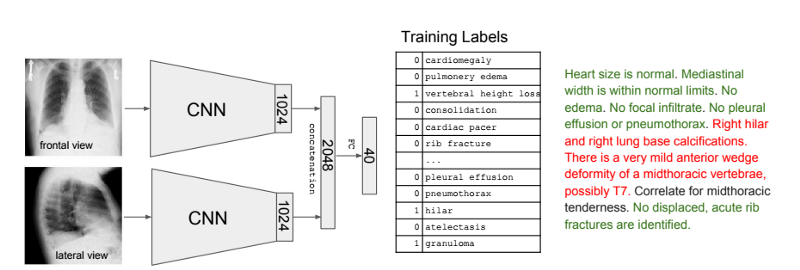 Training Labels
frontal view
CNN
1024
lateral view
CNN
1024
concatenation
2048
FC
40
0 cardiomegaly
0 pulmonery edema
1 vertebral height loss
0 consolidation
0 cardiac pacer
0 rib fracture
...
0 pleural effusion
0 pneumothorax
1 hilar
0 atelectasis
1 granuloma
Heart size is normal. Mediastinal
width is within normal limits. No
edema. No focal infiltrate. No pleural
effusion or pneumothorax. Right hilar
and right lung base calcifications.
There is a very mild anterior wedge
deformity of a midthoracic vertebrae,
possibly T7. Correlate for midthoracic
tenderness. No displaced, acute rib
fractures are identified.